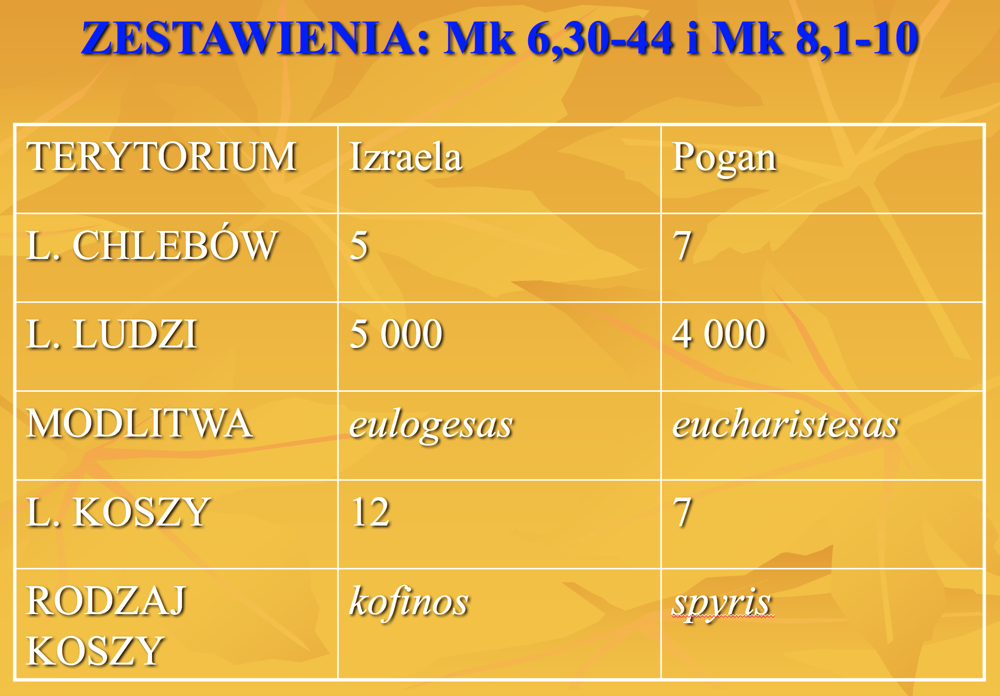 ZESTAWIENIA: Mk 6,30-44 i Mk 8,1-10
TERYTORIUM Izraela Pogan
L. CHLEBÓW 5 7
L. LUDZI 5 000 4 000
MODLITWA eulogesas eucharistesas
L. KOSZY 12 7
RODZAJ kofinos spyris
KOSZY